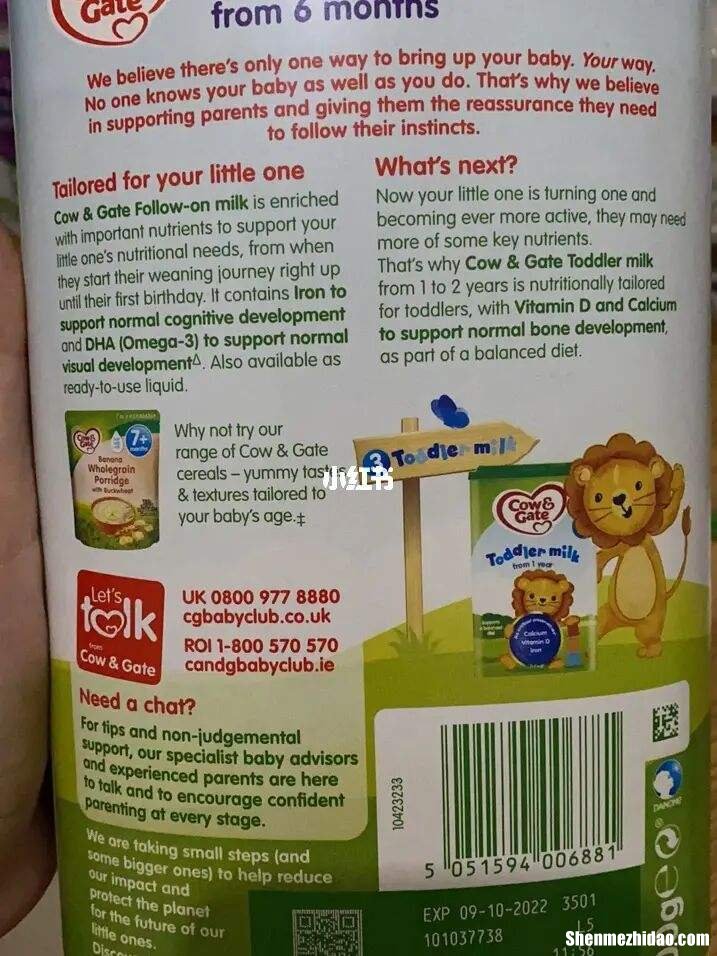 Gate
from 6 months
We believe there's only one way to bring up your baby. Your way.
No one knows your baby as well as you do. That's why we believe
in supporting parents and giving them the reassurance they need
to follow their instincts.
Tailored for your little one
Cow & Gate Follow-on milk is enriched
with important nutrients to support your
little one's nutritional needs, from when
they start their weaning journey right up
until their first birthday. It contains Iron to
support normal cognitive development
and DHA (Omega-3) to support normal
visual development∆. Also available as
ready-to-use liquid.
What's next?
Now your little one is turning one and
becoming ever more active, they may need
more of some key nutrients.
That's why Cow & Gate Toddler milk
from 1 to 2 years is nutritionally tailored
for toddlers, with Vitamin D and Calcium
to support normal bone development,
as part of a balanced diet.
Cow&
Gate
7+
months
Banana
Wholegrain
Porridge
with Buckwheat
Why not try our
range of Cow & Gate
cereals – yummy tastes
& textures tailored to
your baby's age.‡
小红书
3 Toddler milk
Cow&
Gate
Toddler milk
from 1 year
Calcium
Vitamin D
Iron
Let's
talk
from
Cow & Gate
UK 0800 977 8880
cgbabyclub.co.uk
ROI 1-800 570 570
candgbabyclub.ie
Need a chat?
For tips and non-judgemental
support, our specialist baby advisors
and experienced parents are here
to talk and to encourage confident
parenting at every stage.
We are taking small steps (and
some bigger ones) to help reduce
our impact and
protect the planet
for the future of our
little ones.
10423233
5 051594 006881
DANONE
EXP 09-10-2022 3501
101037738 L5
11:56
Shenmezhidao.com